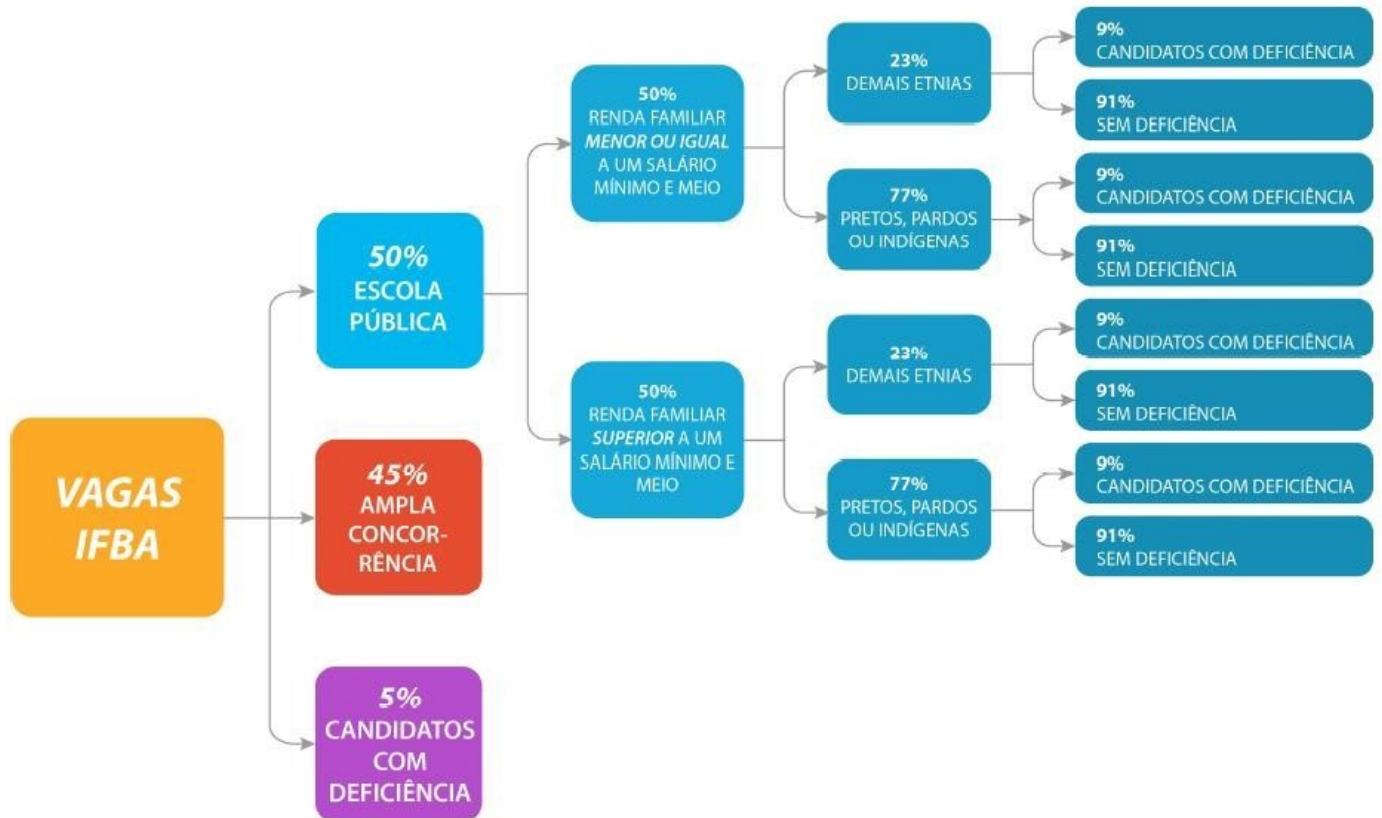 VAGAS
IFBA
50%
ESCOLA
PÚBLICA
45%
AMPLA
CONCOR-
RÊNCIA
5%
CANDIDATOS
COM
DEFICIÊNCIA
50%
RENDA FAMILIAR
MENOR OU IGUAL
A UM SALÁRIO
MÍNIMO E MEIO
50%
RENDA FAMILIAR
SUPERIOR A UM
SALÁRIO MÍNIMO E
MEIO
23%
DEMAIS ETNIAS
77%
PRETOS, PARDOS
OU INDÍGENAS
23%
DEMAIS ETNIAS
77%
PRETOS, PARDOS
OU INDÍGENAS
9%
CANDIDATOS COM DEFICIÊNCIA
91%
SEM DEFICIÊNCIA
9%
CANDIDATOS COM DEFICIÊNCIA
91%
SEM DEFICIÊNCIA
9%
CANDIDATOS COM DEFICIÊNCIA
91%
SEM DEFICIÊNCIA
9%
CANDIDATOS COM DEFICIÊNCIA
91%
SEM DEFICIÊNCIA